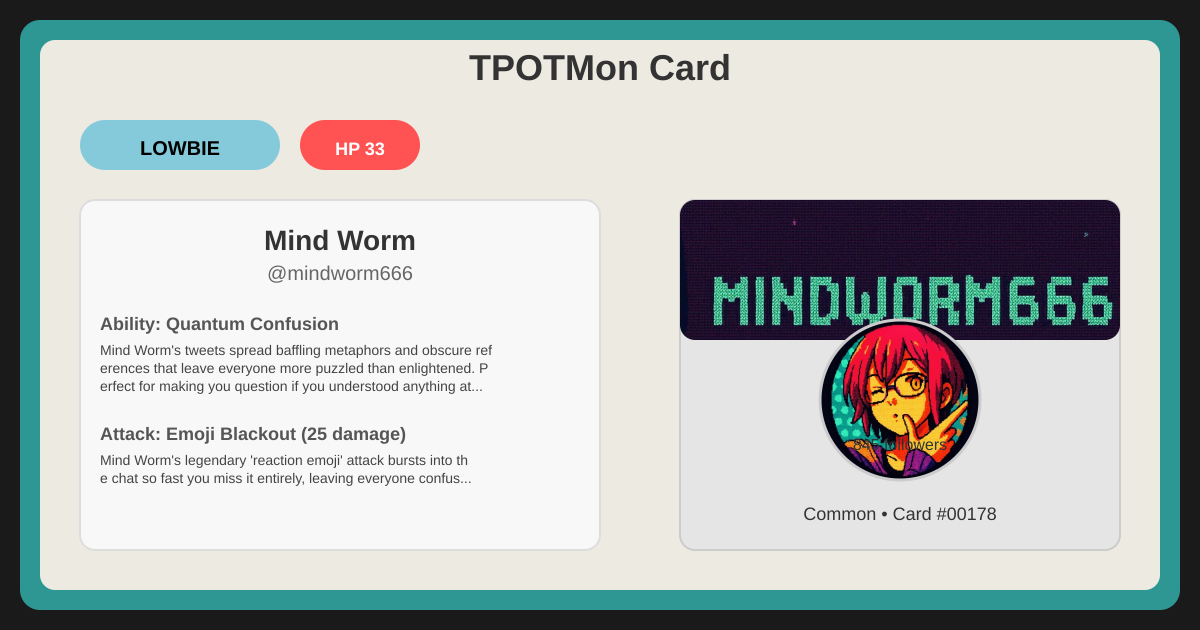 TPOTMon Card
LOWBIE
HP 33
Mind Worm
@mindworm666
Ability: Quantum Confusion
Mind Worm's tweets spread baffling metaphors and obscure ref
erences that leave everyone more puzzled than enlightened. P
erfect for making you question if you understood anything at...
Attack: Emoji Blackout (25 damage)
Mind Worm's legendary 'reaction emoji' attack bursts into th
e chat so fast you miss it entirely, leaving everyone confus...
MINDWORM666
followers
Common • Card #00178